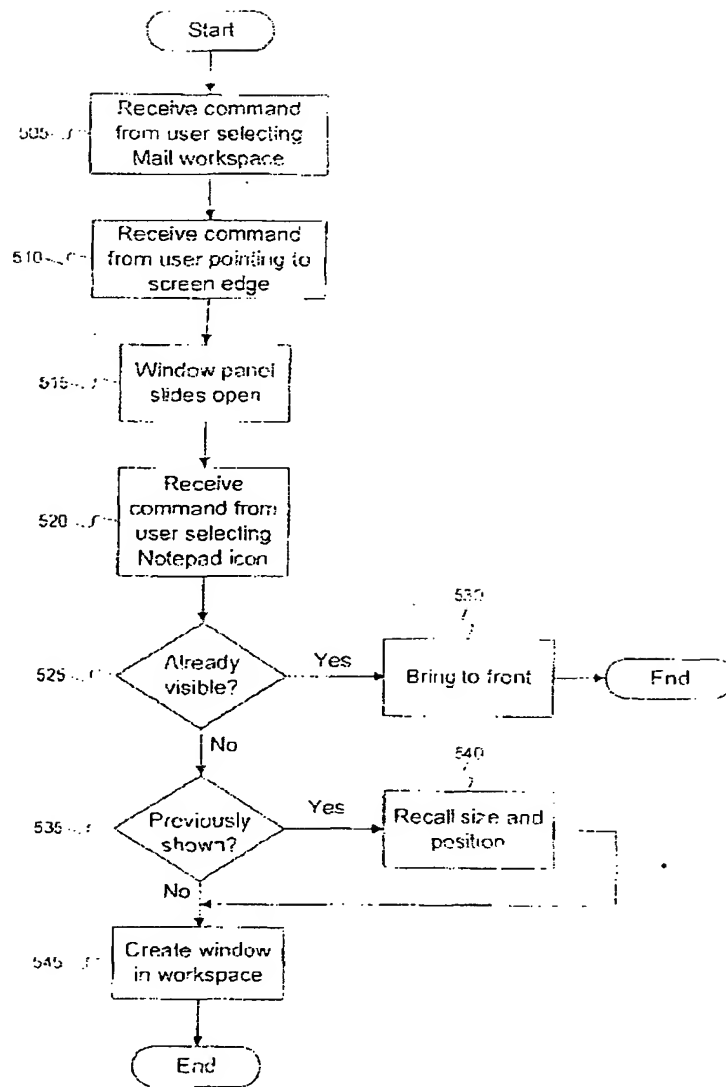 Start
505
Receive command
from user selecting
Mail workspace
510
Receive command
from user pointing to
screen edge
515
Window panel
slides open
520
Receive
command from
user selecting
Notepad icon
525
Already
visible?
Yes
530
Bring to front
End
No
535
Previously
shown?
Yes
540
Recall size and
position
No
545
Create window
in workspace
End